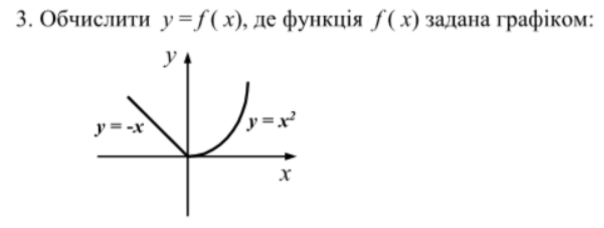 3. Обчислити y = f ( x), де функція f ( x) задана графіком:
y
y = -x
y = x²
x